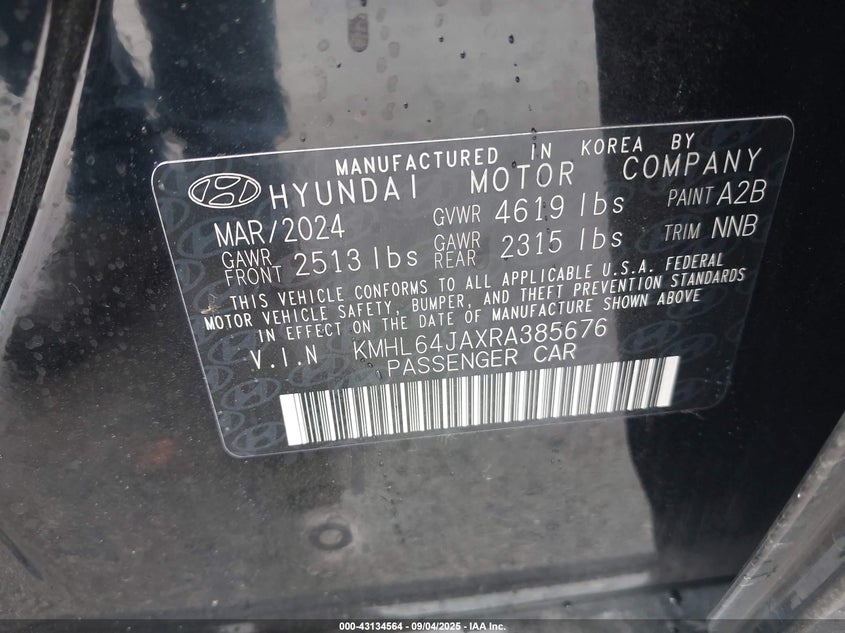 MANUFACTURED IN KOREA BY
HYUNDAI MOTOR COMPANY
MAR/2024 GVWR 4619 lbs PAINT A2B
GAWR FRONT 2513 lbs GAWR REAR 2315 lbs TRIM NNB
THIS VEHICLE CONFORMS TO ALL APPLICABLE U.S.A. FEDERAL
MOTOR VEHICLE SAFETY, BUMPER, AND THEFT PREVENTION STANDARDS
IN EFFECT ON THE DATE OF MANUFACTURE SHOWN ABOVE
V.I.N KMHL64JAXRA385676
PASSENGER CAR
000-43134564 - 09/04/2025 - IAA Inc.